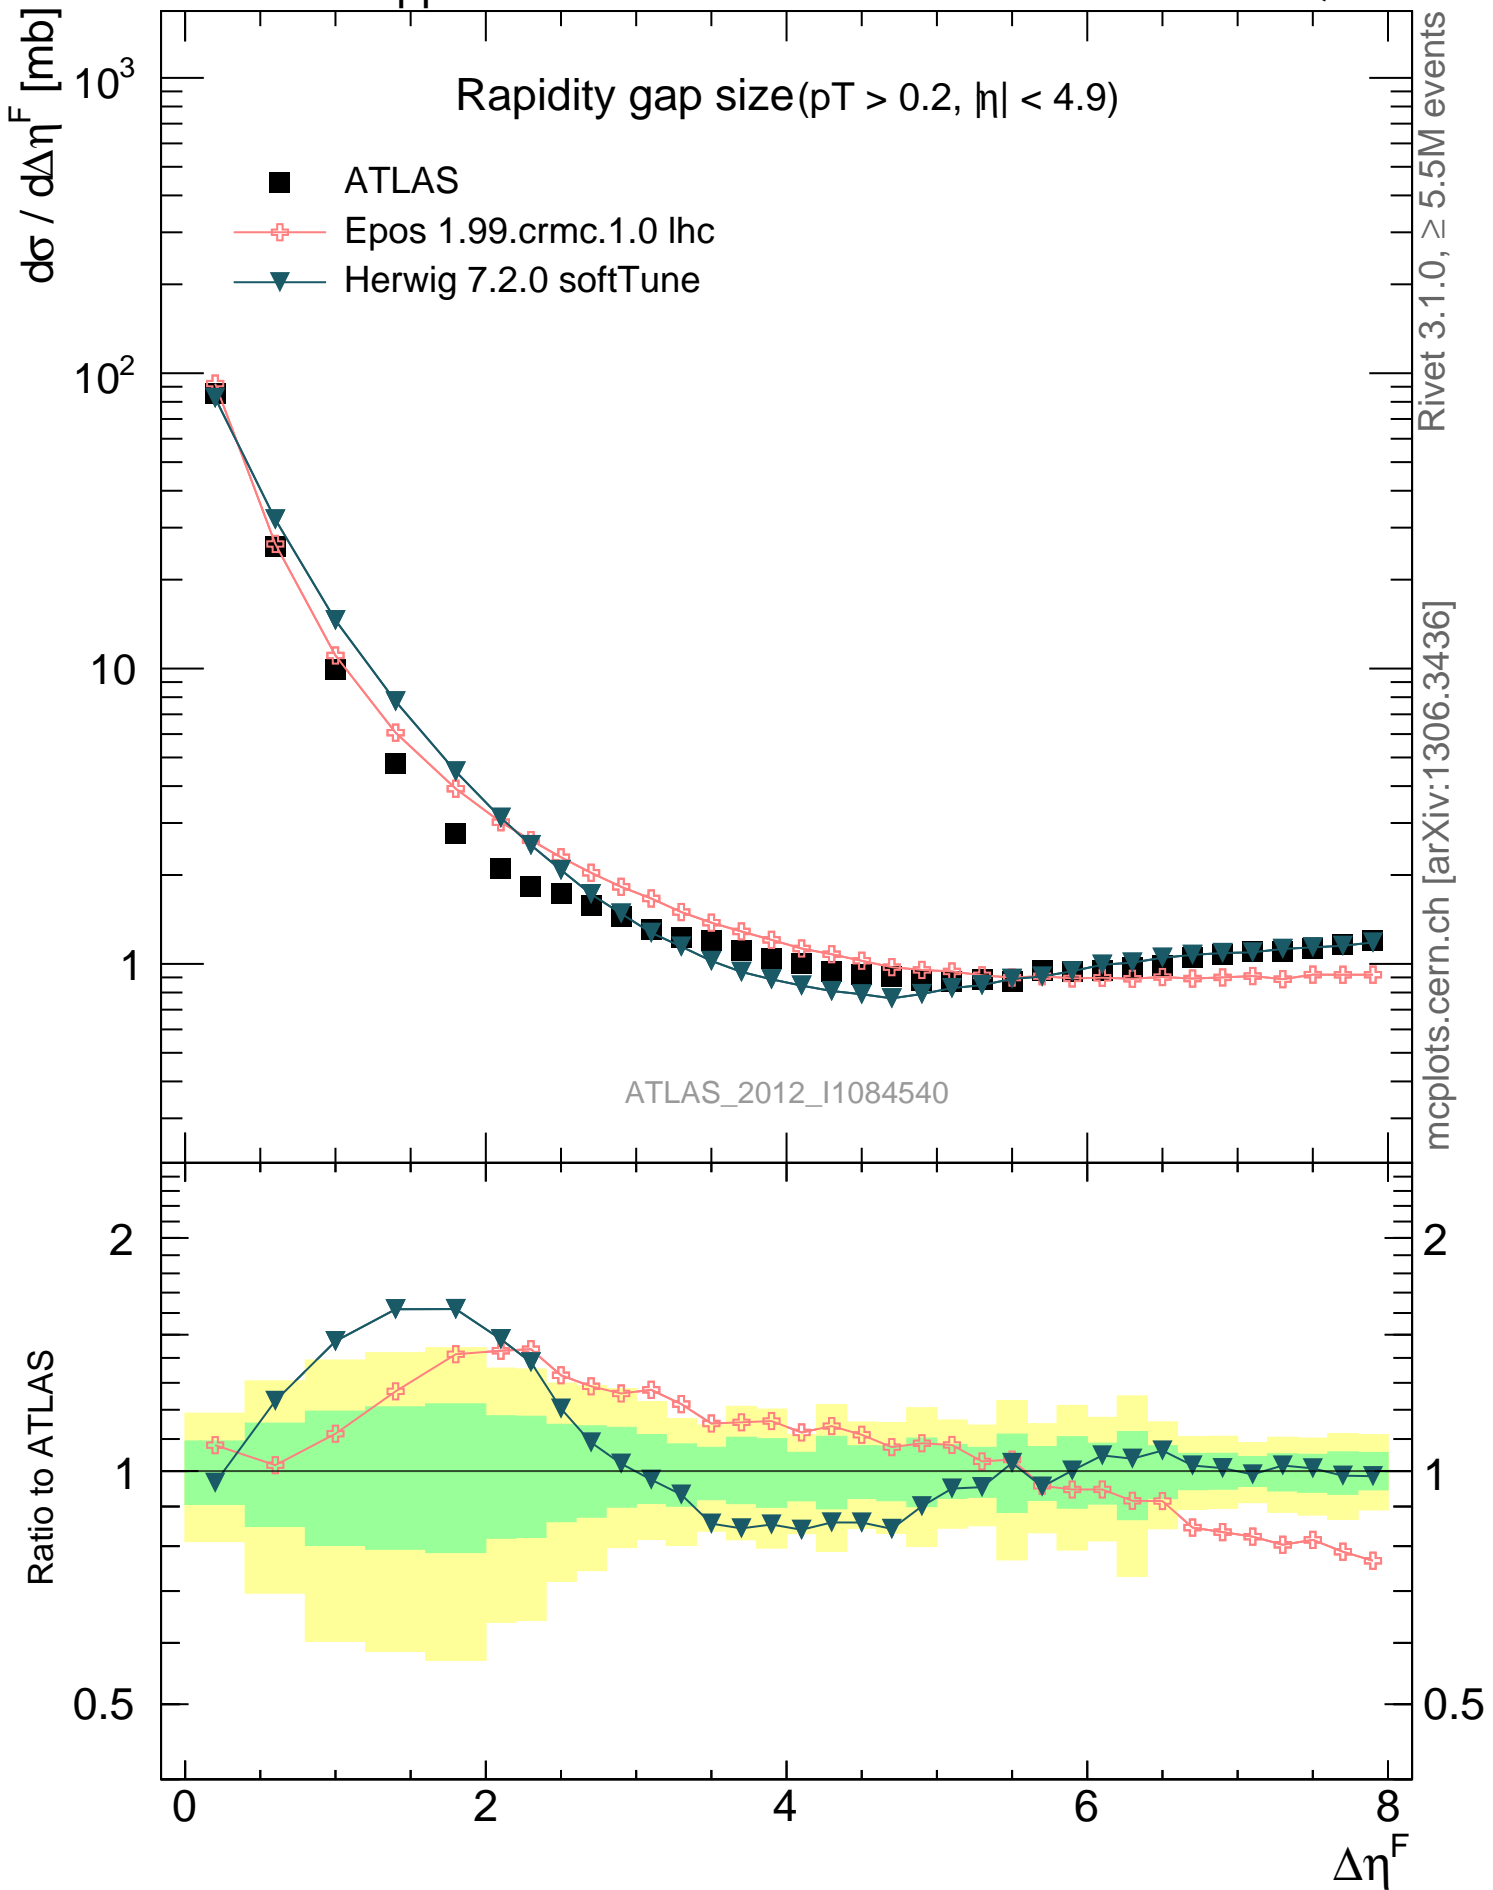 Rapidity gap size (pT > 0.2, |η| < 4.9)
dσ / dΔη^F [mb]
10^3
10^2
10
1
ATLAS
Epos 1.99.crmc.1.0 lhc
Herwig 7.2.0 softTune
ATLAS_2012_I1084540
Rivet 3.1.0, ≥ 5.5M events
mcplots.cern.ch [arXiv:1306.3436]
Ratio to ATLAS
2
1
0.5
2
1
0.5
0 2 4 6 8
Δη^F